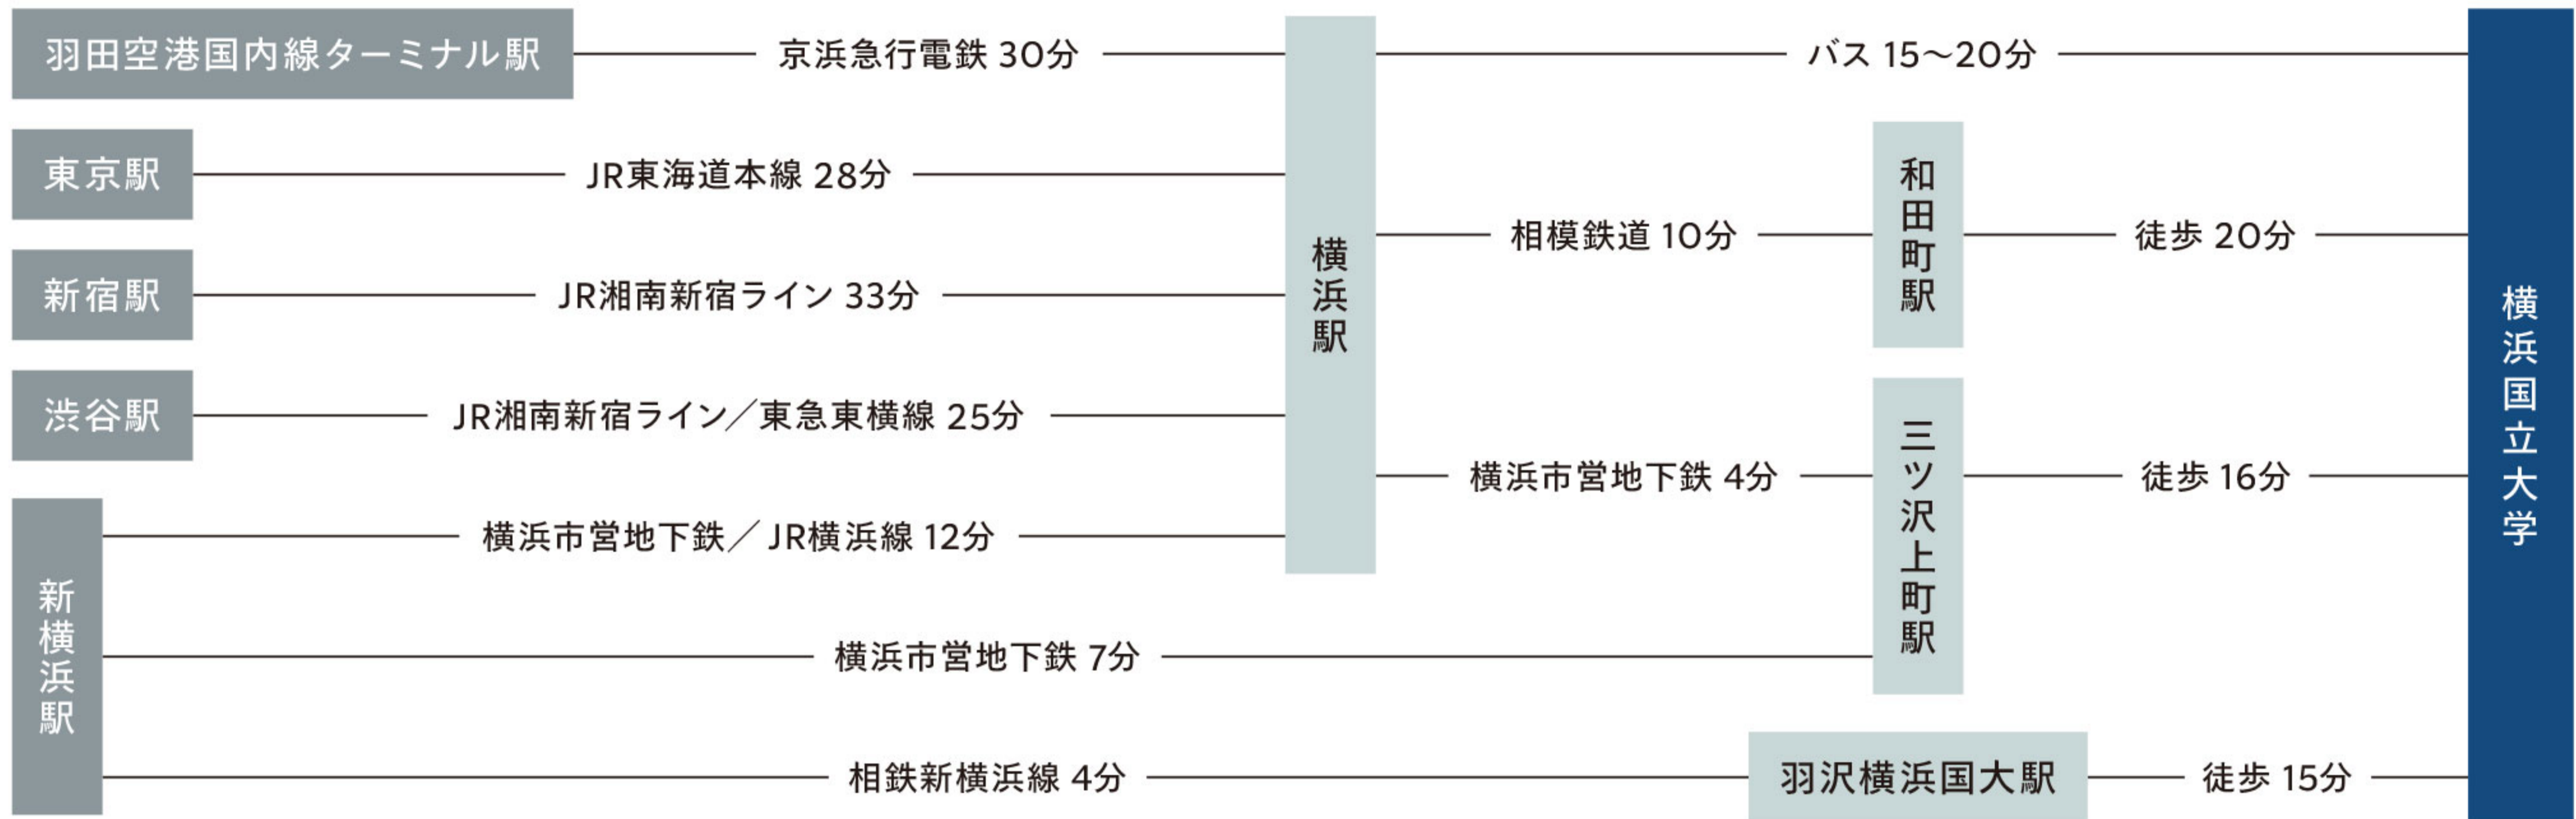 羽田空港国内線ターミナル駅
京浜急行電鉄 30分
バス 15〜20分
東京駅
JR東海道本線 28分
新宿駅
JR湘南新宿ライン 33分
渋谷駅
JR湘南新宿ライン／東急東横線 25分
新横浜駅
横浜市営地下鉄／JR横浜線 12分
横浜市営地下鉄 7分
相鉄新横浜線 4分
横浜駅
相模鉄道 10分
和田町駅
徒歩 20分
横浜市営地下鉄 4分
三ツ沢上町駅
徒歩 16分
羽沢横浜国大駅
徒歩 15分
横浜国立大学